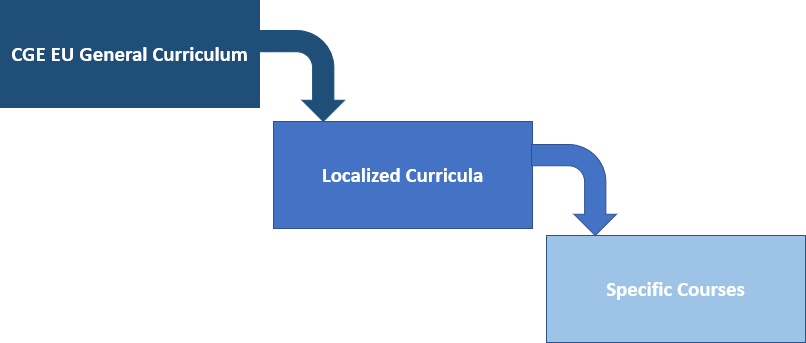 CGE EU General Curriculum
Localized Curricula
Specific Courses